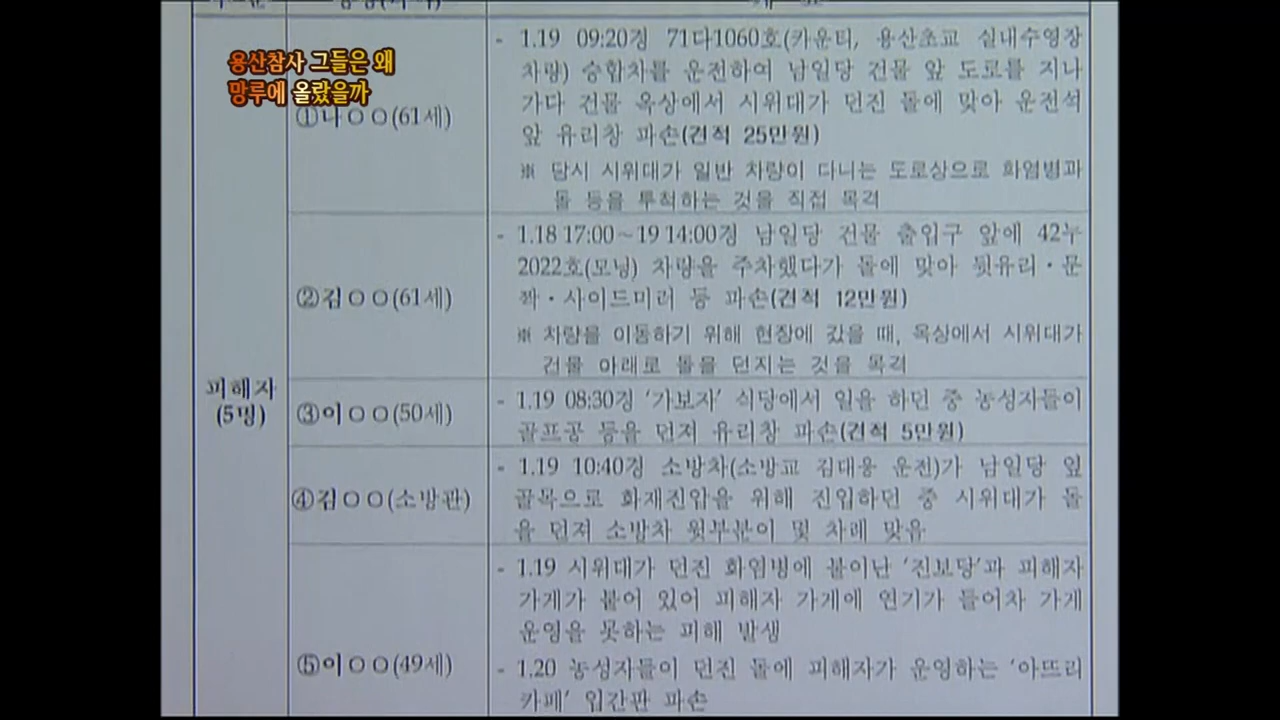 용산참사 그들은 왜
망루에 올랐을까
피해자
(5명)
①나○○(61세)
- 1.19 09:20경 71다1060호(카운티, 용산초교 실내수영장
차량) 승합차를 운전하여 남일당 건물 앞 도로를 지나
가다 건물 옥상에서 시위대가 던진 돌에 맞아 운전석
앞 유리창 파손(견적 25만원)
※ 당시 시위대가 일반 차량이 다니는 도로상으로 화염병과
돌 등을 투척하는 것을 직접 목격
②김○○(61세)
- 1.18 17:00~19 14:00경 남일당 건물 출입구 앞에 42누
2022호(모닝) 차량을 주차했다가 돌에 맞아 뒷유리·문
짝·사이드미러 등 파손(견적 12만원)
※ 차량을 이동하기 위해 현장에 갔을 때, 옥상에서 시위대가
건물 아래로 돌을 던지는 것을 목격
③이○○(50세)
- 1.19 08:30경 '가보자' 식당에서 일을 하던 중 농성자들이
골프공 등을 던져 유리창 파손(견적 5만원)
④김○○(소방관)
- 1.19 10:40경 소방차(소방교 김대웅 운전)가 남일당 옆
골목으로 화재진압을 위해 진입하던 중 시위대가 돌
을 던져 소방차 윗부분이 몇 차례 맞음
⑤이○○(49세)
- 1.19 시위대가 던진 화염병에 불이난 '진보당'과 피해자
가게가 붙어 있어 피해자 가게에 연기가 들어차 가게
운영을 못하는 피해 발생
- 1.20 농성자들이 던진 돌에 피해자가 운영하는 '아뜨리
카페' 입간판 파손